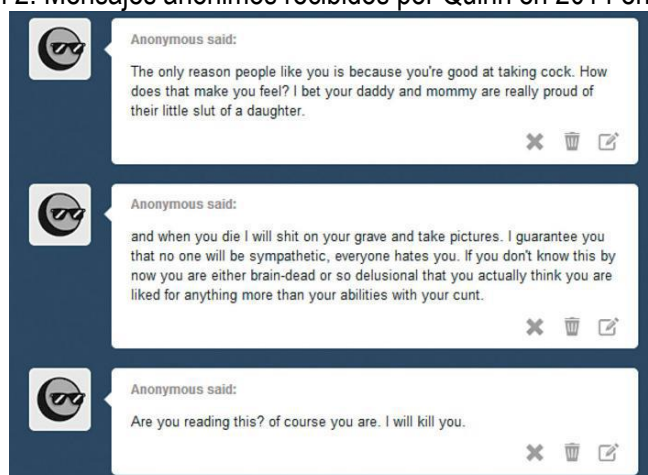 2. Mensajes anónimos recibidos por Quinn en 2014 en
Anonymous said:
The only reason people like you is because you're good at taking cock. How
does that make you feel? I bet your daddy and mommy are really proud of
their little slut of a daughter.
Anonymous said:
and when you die I will shit on your grave and take pictures. I guarantee you
that no one will be sympathetic, everyone hates you. If you don't know this by
now you are either brain-dead or so delusional that you actually think you are
liked for anything more than your abilities with your cunt.
Anonymous said:
Are you reading this? of course you are. I will kill you.